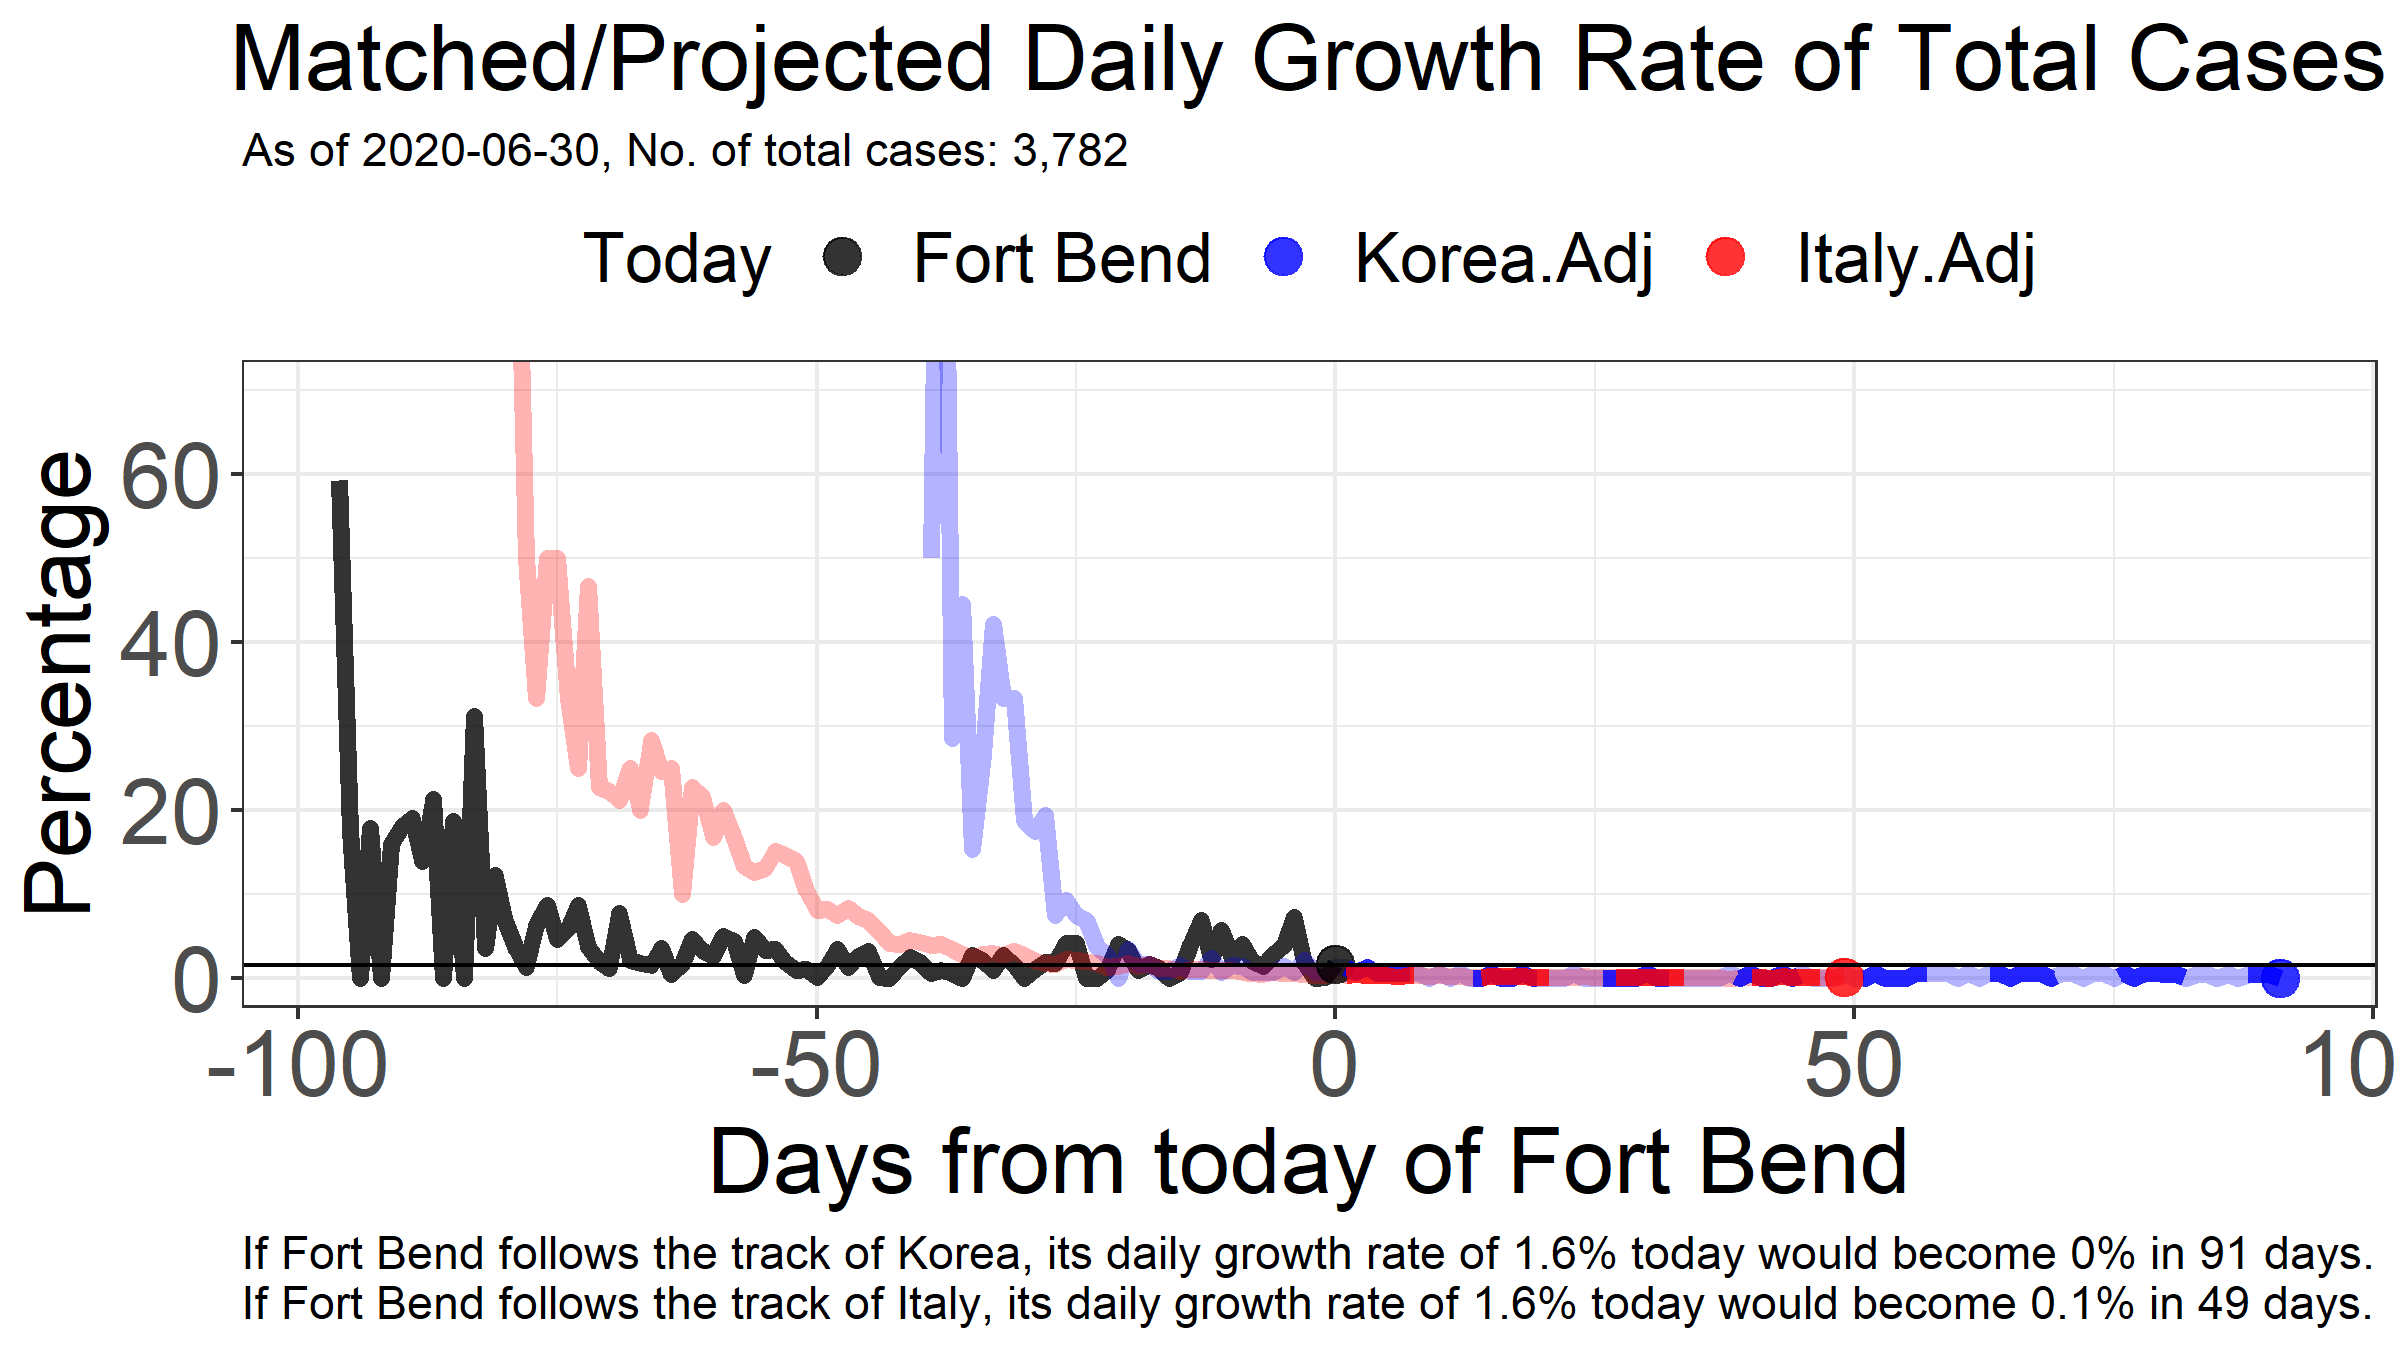 Matched/Projected Daily Growth Rate of Total Cases
As of 2020-06-30, No. of total cases: 3,782
Today Fort Bend Korea.Adj Italy.Adj
Percentage
60
40
20
0
-100 -50 0 50 10
Days from today of Fort Bend
If Fort Bend follows the track of Korea, its daily growth rate of 1.6% today would become 0% in 91 days.
If Fort Bend follows the track of Italy, its daily growth rate of 1.6% today would become 0.1% in 49 days.